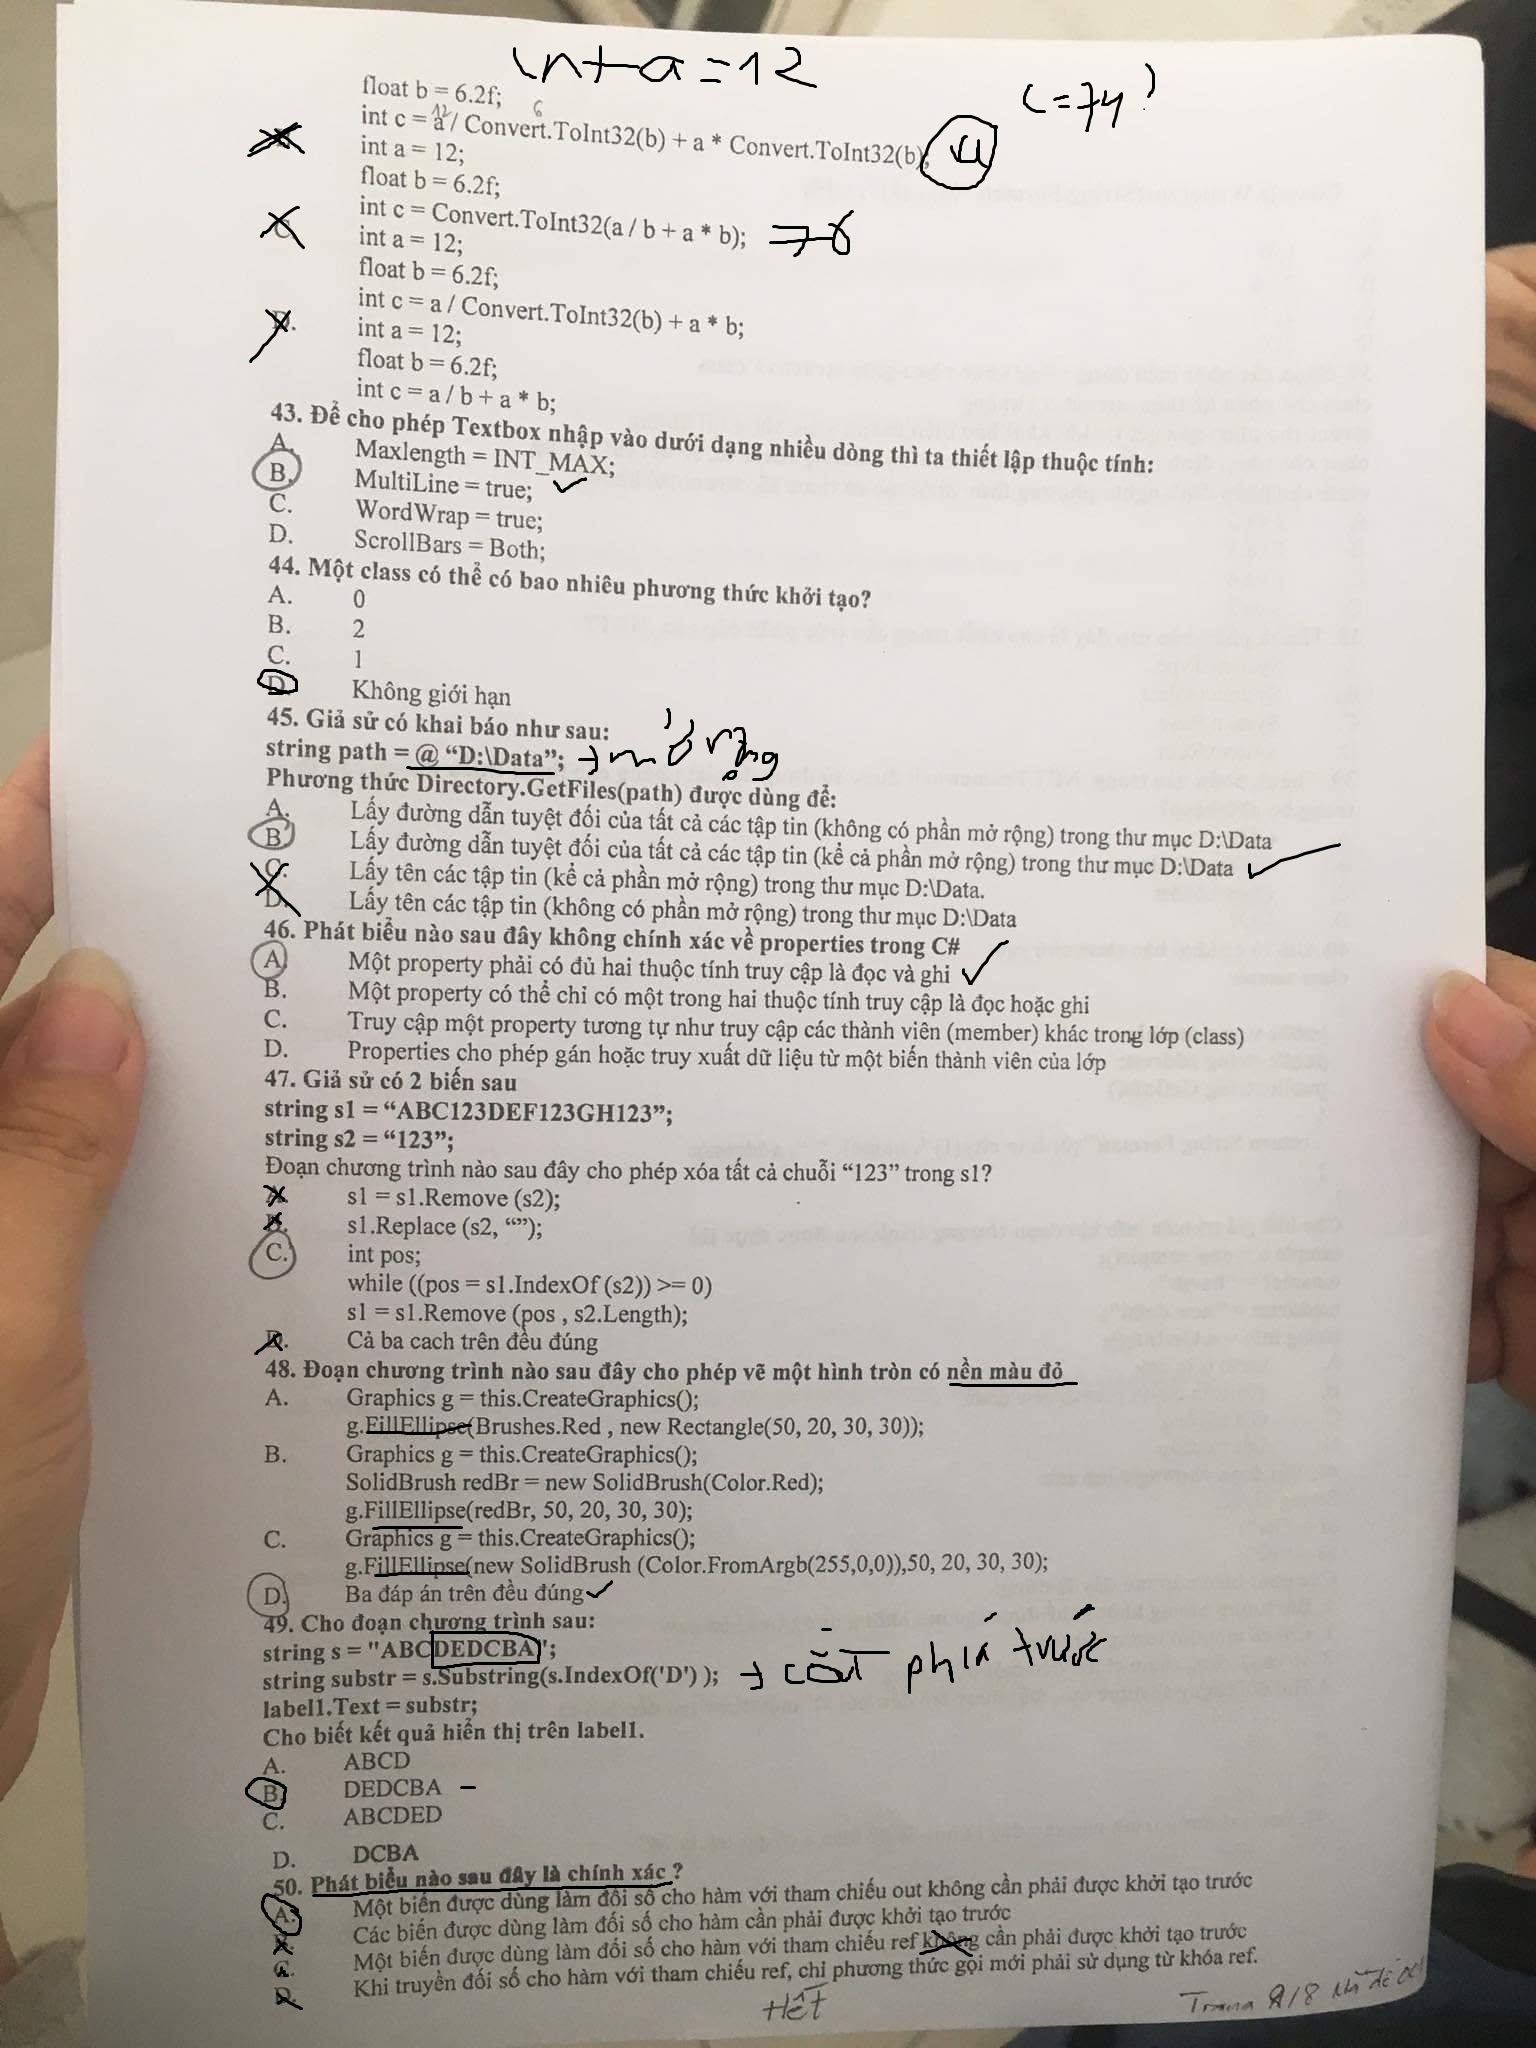 int a = 12
float b = 6.2f;
c = 74
12 6
int c = a / Convert.ToInt32(b) + a * Convert.ToInt32(b);
int a = 12;
float b = 6.2f;
C. int c = Convert.ToInt32(a / b + a * b);
int a = 12;
float b = 6.2f;
int c = a / Convert.ToInt32(b) + a * b;
D. int a = 12;
float b = 6.2f;
int c = a / b + a * b;
43. Để cho phép Textbox nhập vào dưới dạng nhiều dòng thì ta thiết lập thuộc tính:
A. Maxlength = INT_MAX;
B. MultiLine = true;
C. WordWrap = true;
D. ScrollBars = Both;
44. Một class có thể có bao nhiêu phương thức khởi tạo?
A. 0
B. 2
C. 1
D. Không giới hạn
45. Giả sử có khai báo như sau:
string path = @ “D:\Data”; → mở rộng
Phương thức Directory.GetFiles(path) được dùng để:
A. Lấy đường dẫn tuyệt đối của tất cả các tập tin (không có phần mở rộng) trong thư mục D:\Data
B. Lấy đường dẫn tuyệt đối của tất cả các tập tin (kể cả phần mở rộng) trong thư mục D:\Data
C. Lấy tên các tập tin (kể cả phần mở rộng) trong thư mục D:\Data.
D. Lấy tên các tập tin (không có phần mở rộng) trong thư mục D:\Data
46. Phát biểu nào sau đây không chính xác về properties trong C#
A. Một property phải có đủ hai thuộc tính truy cập là đọc và ghi
B. Một property có thể chỉ có một trong hai thuộc tính truy cập là đọc hoặc ghi
C. Truy cập một property tương tự như truy cập các thành viên (member) khác trong lớp (class)
D. Properties cho phép gán hoặc truy xuất dữ liệu từ một biến thành viên của lớp
47. Giả sử có 2 biến sau
string s1 = “ABC123DEF123GH123”;
string s2 = “123”;
Đoạn chương trình nào sau đây cho phép xóa tất cả chuỗi “123” trong s1?
A. s1 = s1.Remove (s2);
B. s1.Replace (s2, “”);
C. int pos;
while ((pos = s1.IndexOf (s2)) >= 0)
s1 = s1.Remove (pos , s2.Length);
D. Cả ba cach trên đều đúng
48. Đoạn chương trình nào sau đây cho phép vẽ một hình tròn có nền màu đỏ
A. Graphics g = this.CreateGraphics();
g.FillEllipse(Brushes.Red , new Rectangle(50, 20, 30, 30));
B. Graphics g = this.CreateGraphics();
SolidBrush redBr = new SolidBrush(Color.Red);
g.FillEllipse(redBr, 50, 20, 30, 30);
C. Graphics g = this.CreateGraphics();
g.FillEllipse(new SolidBrush (Color.FromArgb(255,0,0)),50, 20, 30, 30);
D. Ba đáp án trên đều đúng
49. Cho đoạn chương trình sau:
string s = "ABCDEDCBA";
string substr = s.Substring(s.IndexOf('D') ); → cắt phía trước
label1.Text = substr;
Cho biết kết quả hiển thị trên label1.
A. ABCD
B. DEDCBA
C. ABCDED
D. DCBA
50. Phát biểu nào sau đây là chính xác ?
A. Một biến được dùng làm đối số cho hàm với tham chiếu out không cần phải được khởi tạo trước
B. Các biến được dùng làm đối số cho hàm cần phải được khởi tạo trước
C. Một biến được dùng làm đối số cho hàm với tham chiếu ref không cần phải được khởi tạo trước
D. Khi truyền đối số cho hàm với tham chiếu ref, chỉ phương thức gọi mới phải sử dụng từ khóa ref.
Hết
Trang 8/8 Mã đề